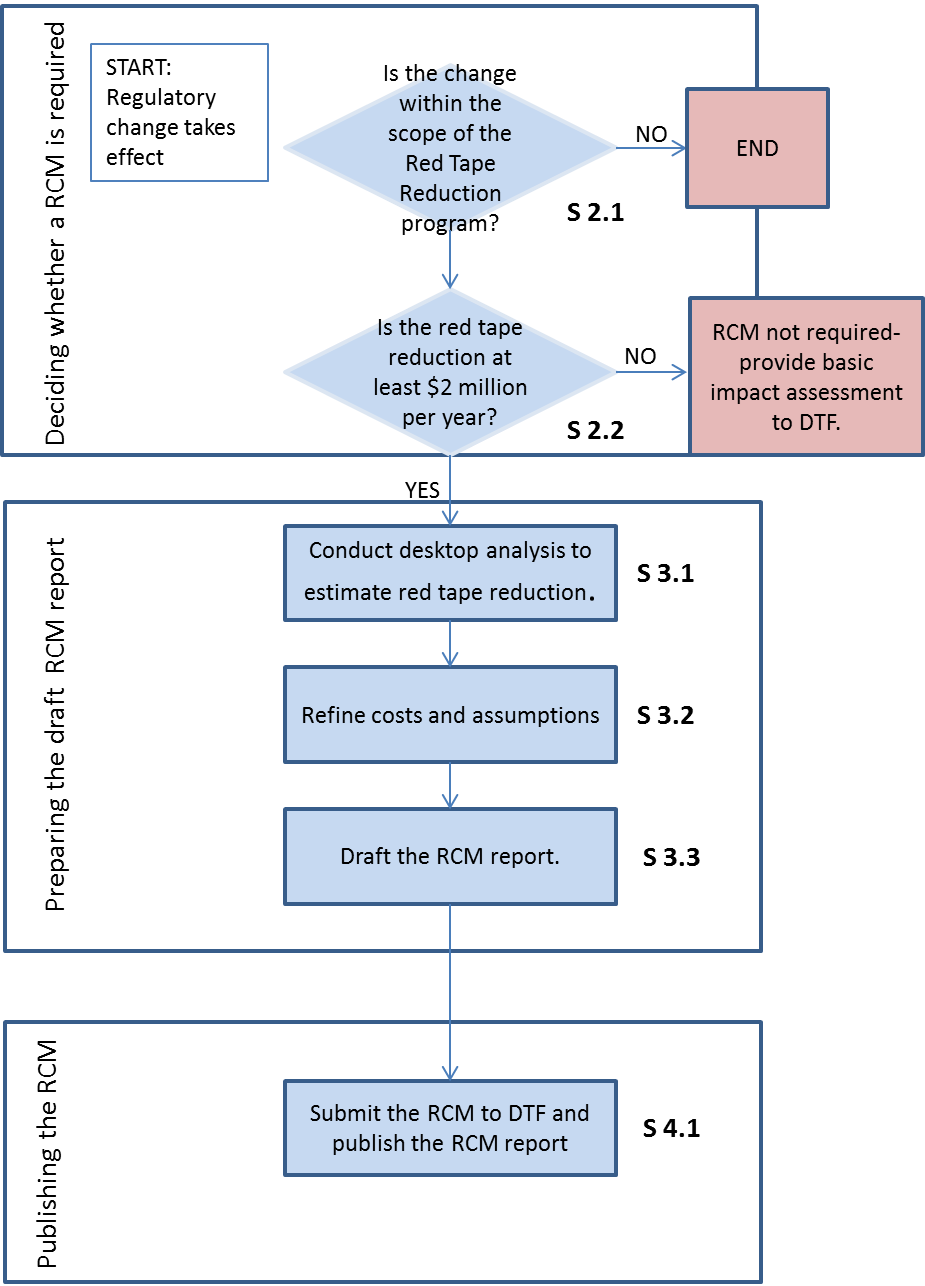 Deciding whether a RCM is required
START:
Regulatory
change takes
effect
Is the change
within the
scope of the
Red Tape
Reduction
program?
NO
END
S 2.1
Is the red tape
reduction at
least $2 million
per year?
NO
RCM not required-
provide basic
impact assessment
to DTF.
S 2.2
YES
Preparing the draft RCM report
Conduct desktop analysis to
estimate red tape reduction.
S 3.1
Refine costs and assumptions
S 3.2
Draft the RCM report.
S 3.3
Publishing the RCM
Submit the RCM to DTF and
publish the RCM report
S 4.1